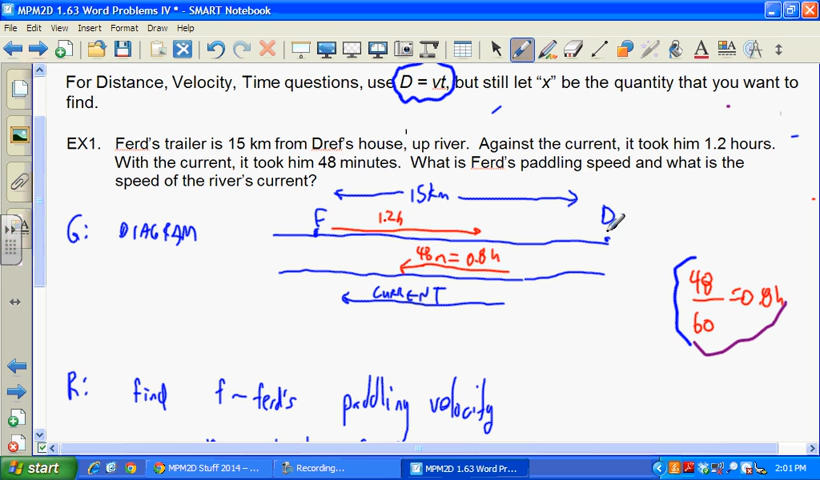 MPM2D 1.63 Word Problems IV * - SMART Notebook
File Edit View Insert Format Draw Help
For Distance, Velocity, Time questions, use D = vt, but still let "x" be the quantity that you want to
find.
EX1. Ferd's trailer is 15 km from Dref's house, up river. Against the current, it took him 1.2 hours.
With the current, it took him 48 minutes. What is Ferd's paddling speed and what is the
speed of the river's current?
15km
F 1.2h D
G: DIAGRAM
48m = 0.8h
CURRENT
48
60
=0.8h
R: find f ~ ferd's paddling velocity
start
MPM2D Stuff 2014 - ...
Recording...
MPM2D 1.63 Word Pr...
2:01 PM